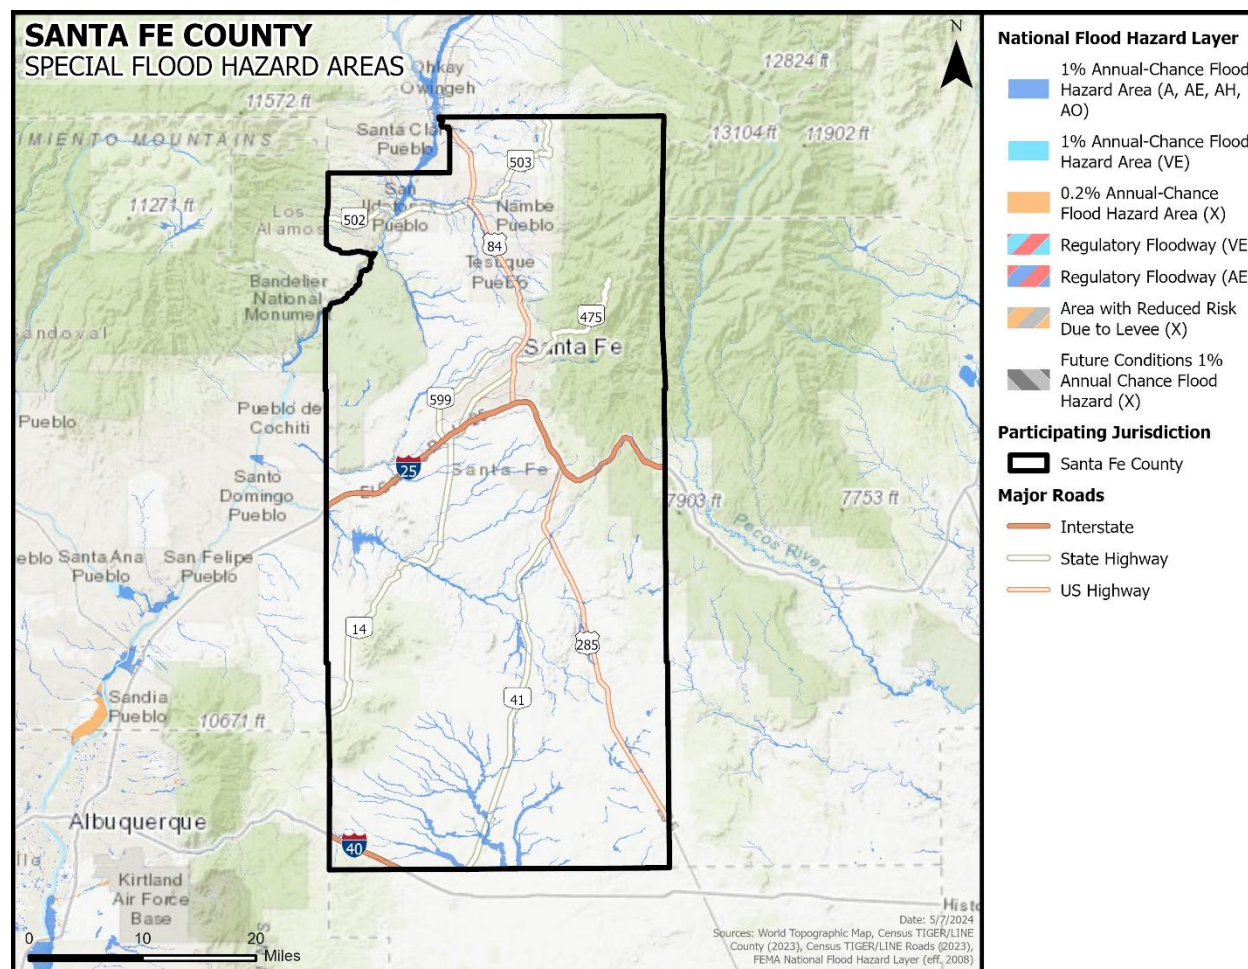 SANTA FE COUNTY
SPECIAL FLOOD HAZARD AREAS
N
Ohkay
Owingeh
12824 ft
11572 ft
13104 ft
11902 ft
Santa Cla
Pueblo
IMIENTO MOUNTAINS
503
San
Ildefonso
Pueblo
502
Nambe
Pueblo
11271 ft
Los
Alamos
84
Tesuque
Pueblo
Bandelier
National
Monument
Sandoval
475
Santa Fe
599
Pueblo de
Cochiti
Pueblo
25
Santa Fe
Santo
Domingo
Pueblo
7903 ft
7753 ft
Pecos River
eblo
Santa Ana
Pueblo
San Felipe
Pueblo
14
285
41
Sandia
Pueblo
10671 ft
Albuquerque
40
Kirtland
Air Force
Base
Histo
0 10 20
Miles
Date: 5/7/2024
Sources: World Topographic Map, Census TIGER/LINE
County (2023), Census TIGER/LINE Roads (2023),
FEMA National Flood Hazard Layer (eff. 2008)
National Flood Hazard Layer
1% Annual-Chance Flood
Hazard Area (A, AE, AH,
AO)
1% Annual-Chance Flood
Hazard Area (VE)
0.2% Annual-Chance
Flood Hazard Area (X)
Regulatory Floodway (VE
Regulatory Floodway (AE
Area with Reduced Risk
Due to Levee (X)
Future Conditions 1%
Annual Chance Flood
Hazard (X)
Participating Jurisdiction
Santa Fe County
Major Roads
Interstate
State Highway
US Highway